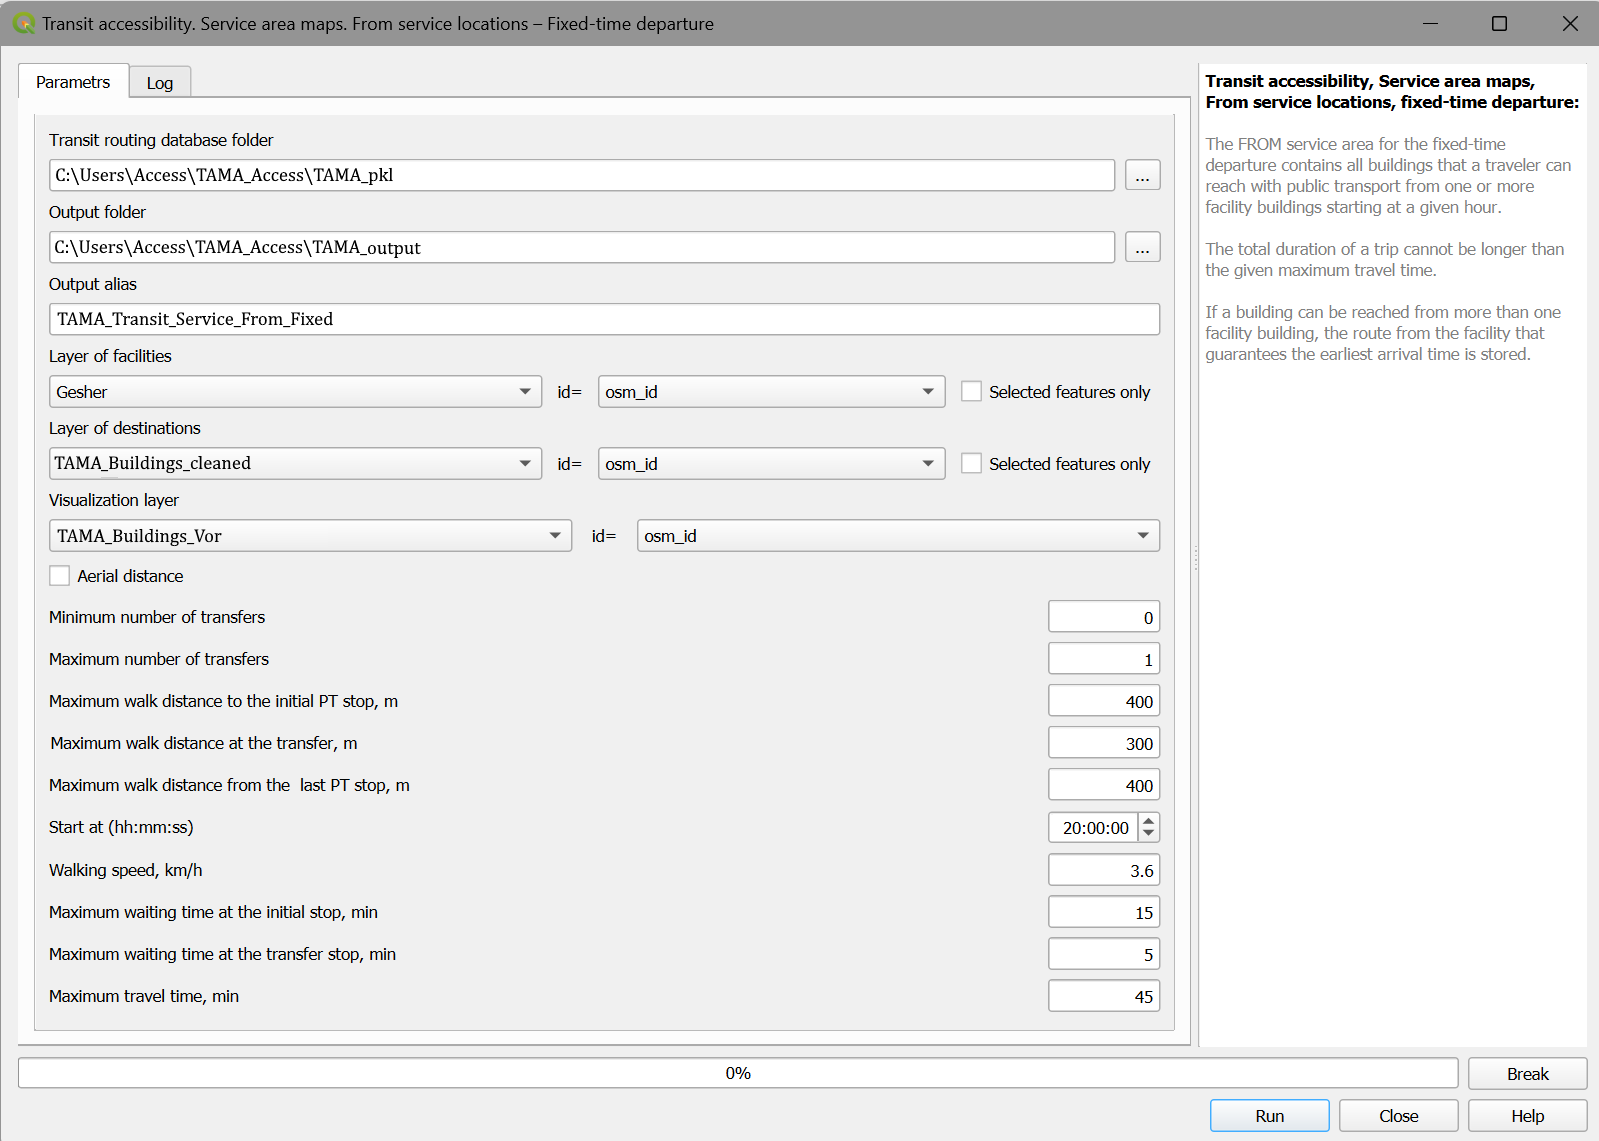 Transit accessibility. Service area maps. From service locations – Fixed-time departure
Parametrs
Log
Transit routing database folder
C:\Users\Access\TAMA_Access\TAMA_pkl
...
Output folder
C:\Users\Access\TAMA_Access\TAMA_output
...
Output alias
TAMA_Transit_Service_From_Fixed
Layer of facilities
Gesher id= osm_id Selected features only
Layer of destinations
TAMA_Buildings_cleaned id= osm_id Selected features only
Visualization layer
TAMA_Buildings_Vor id= osm_id
Aerial distance
Minimum number of transfers 0
Maximum number of transfers 1
Maximum walk distance to the initial PT stop, m 400
Maximum walk distance at the transfer, m 300
Maximum walk distance from the  last PT stop, m 400
Start at (hh:mm:ss) 20:00:00
Walking speed, km/h 3.6
Maximum waiting time at the initial stop, min 15
Maximum waiting time at the transfer stop, min 5
Maximum travel time, min 45
Transit accessibility, Service area maps,
From service locations, fixed-time departure:
The FROM service area for the fixed-time
departure contains all buildings that a traveler can
reach with public transport from one or more
facility buildings starting at a given hour.
The total duration of a trip cannot be longer than
the given maximum travel time.
If a building can be reached from more than one
facility building, the route from the facility that
guarantees the earliest arrival time is stored.
0%
Break
Run
Close
Help